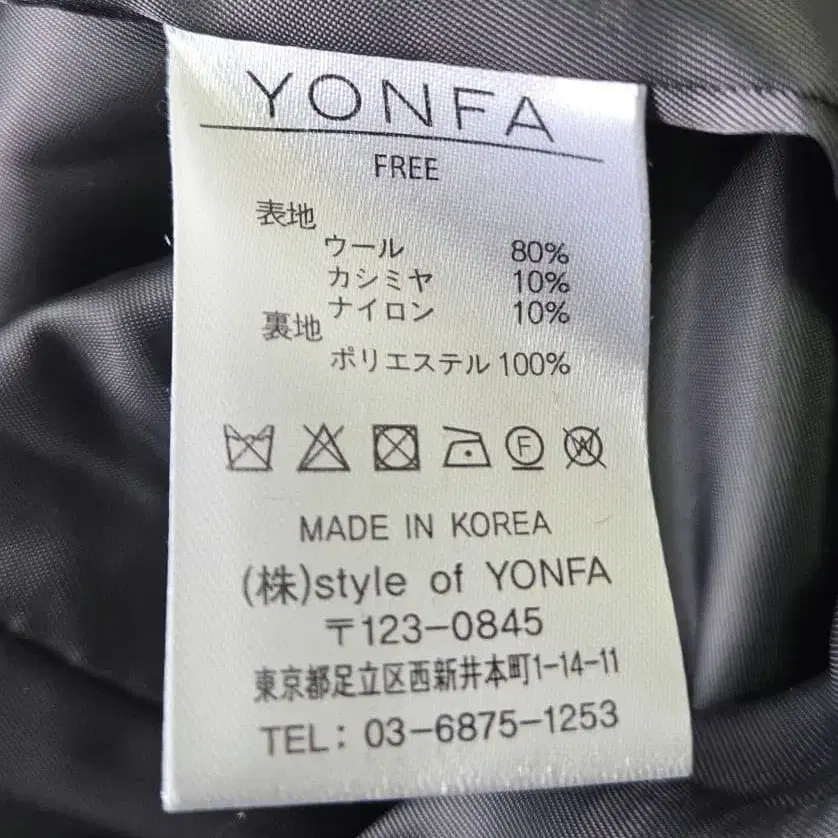 YONFA
FREE
表地
ウール 80%
カシミヤ 10%
ナイロン 10%
裏地
ポリエステル 100%
F W
MADE IN KOREA
(株)style of YONFA
〒123-0845
東京都足立区西新井本町1-14-11
TEL: 03-6875-1253